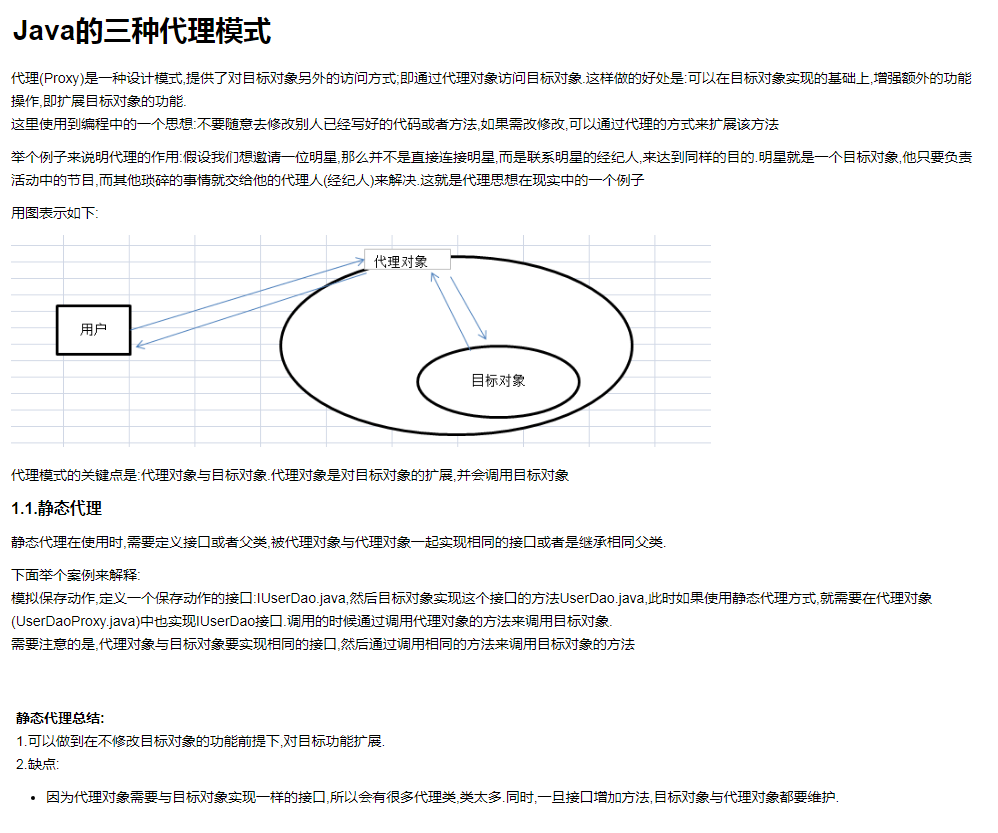 Java的三种代理模式
代理(Proxy)是一种设计模式,提供了对目标对象另外的访问方式;即通过代理对象访问目标对象.这样做的好处是:可以在目标对象实现的基础上,增强额外的功能
操作,即扩展目标对象的功能.
这里使用到编程中的一个思想:不要随意去修改别人已经写好的代码或者方法,如果需改修改,可以通过代理的方式来扩展该方法
举个例子来说明代理的作用:假设我们想邀请一位明星,那么并不是直接连接明星,而是联系明星的经纪人,来达到同样的目的.明星就是一个目标对象,他只要负责
活动中的节目,而其他琐碎的事情就交给他的代理人(经纪人)来解决.这就是代理思想在现实中的一个例子
用图表示如下:
代理对象
用户
目标对象
代理模式的关键点是:代理对象与目标对象.代理对象是对目标对象的扩展,并会调用目标对象
1.1.静态代理
静态代理在使用时,需要定义接口或者父类,被代理对象与代理对象一起实现相同的接口或者是继承相同父类.
下面举个案例来解释:
模拟保存动作,定义一个保存动作的接口:IUserDao.java,然后目标对象实现这个接口的方法UserDao.java,此时如果使用静态代理方式,就需要在代理对象
(UserDaoProxy.java)中也实现IUserDao接口.调用的时候通过调用代理对象的方法来调用目标对象.
需要注意的是,代理对象与目标对象要实现相同的接口,然后通过调用相同的方法来调用目标对象的方法
静态代理总结:
1.可以做到在不修改目标对象的功能前提下,对目标功能扩展.
2.缺点:
• 因为代理对象需要与目标对象实现一样的接口,所以会有很多代理类,类太多.同时,一旦接口增加方法,目标对象与代理对象都要维护.